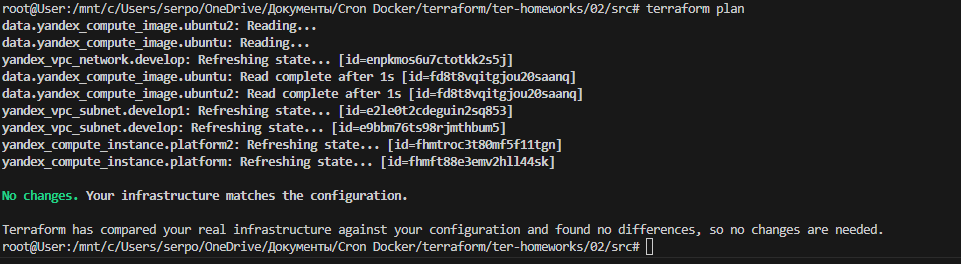 root@User:/mnt/c/Users/serpo/OneDrive/Документы/Cron Docker/terraform/ter-homeworks/02/src# terraform plan
data.yandex_compute_image.ubuntu2: Reading...
data.yandex_compute_image.ubuntu: Reading...
yandex_vpc_network.develop: Refreshing state... [id=enpkmos6u7ctotkk2s5j]
data.yandex_compute_image.ubuntu: Read complete after 1s [id=fd8t8vqitgjou20saanq]
data.yandex_compute_image.ubuntu2: Read complete after 1s [id=fd8t8vqitgjou20saanq]
yandex_vpc_subnet.develop1: Refreshing state... [id=e2le0t2cdeguin2sq853]
yandex_vpc_subnet.develop: Refreshing state... [id=e9bbm76ts98rjmthbum5]
yandex_compute_instance.platform2: Refreshing state... [id=fhmtroc3t80mf5f11tgn]
yandex_compute_instance.platform: Refreshing state... [id=fhmft88e3emv2hll44sk]
No changes. Your infrastructure matches the configuration.
Terraform has compared your real infrastructure against your configuration and found no differences, so no changes are needed.
root@User:/mnt/c/Users/serpo/OneDrive/Документы/Cron Docker/terraform/ter-homeworks/02/src#